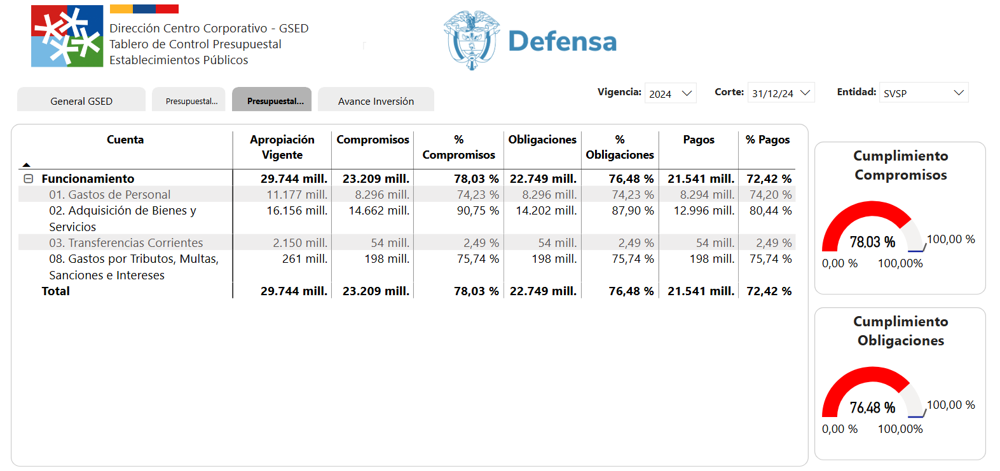 Dirección Centro Corporativo - GSED
Tablero de Control Presupuestal
Establecimientos Públicos
Defensa
General GSED
Presupuestal...
Presupuestal...
Avance Inversión
Vigencia: 2024
Corte: 31/12/24
Entidad: SVSP
Cuenta Apropiación Vigente Compromisos % Compromisos Obligaciones % Obligaciones Pagos % Pagos
Funcionamiento 29.744 mill. 23.209 mill. 78,03 % 22.749 mill. 76,48 % 21.541 mill. 72,42 %
01. Gastos de Personal 11.177 mill. 8.296 mill. 74,23 % 8.296 mill. 74,23 % 8.294 mill. 74,20 %
02. Adquisición de Bienes y 16.156 mill. 14.662 mill. 90,75 % 14.202 mill. 87,90 % 12.996 mill. 80,44 %
Servicios
03. Transferencias Corrientes 2.150 mill. 54 mill. 2,49 % 54 mill. 2,49 % 54 mill. 2,49 %
08. Gastos por Tributos, Multas, 261 mill. 198 mill. 75,74 % 198 mill. 75,74 % 198 mill. 75,74 %
Sanciones e Intereses
Total 29.744 mill. 23.209 mill. 78,03 % 22.749 mill. 76,48 % 21.541 mill. 72,42 %
Cumplimiento
Compromisos
78,03 %
100,00 %
0,00 %
100,00%
Cumplimiento
Obligaciones
76,48 %
100,00 %
0,00 %
100,00%